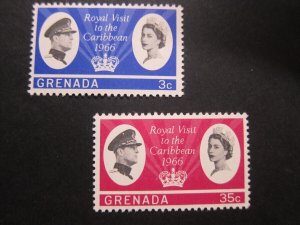 Royal Visit
to the
Caribbean
1966
GRENADA 3c
Royal Visit
to the
Caribbean
1966
GRENADA 35c